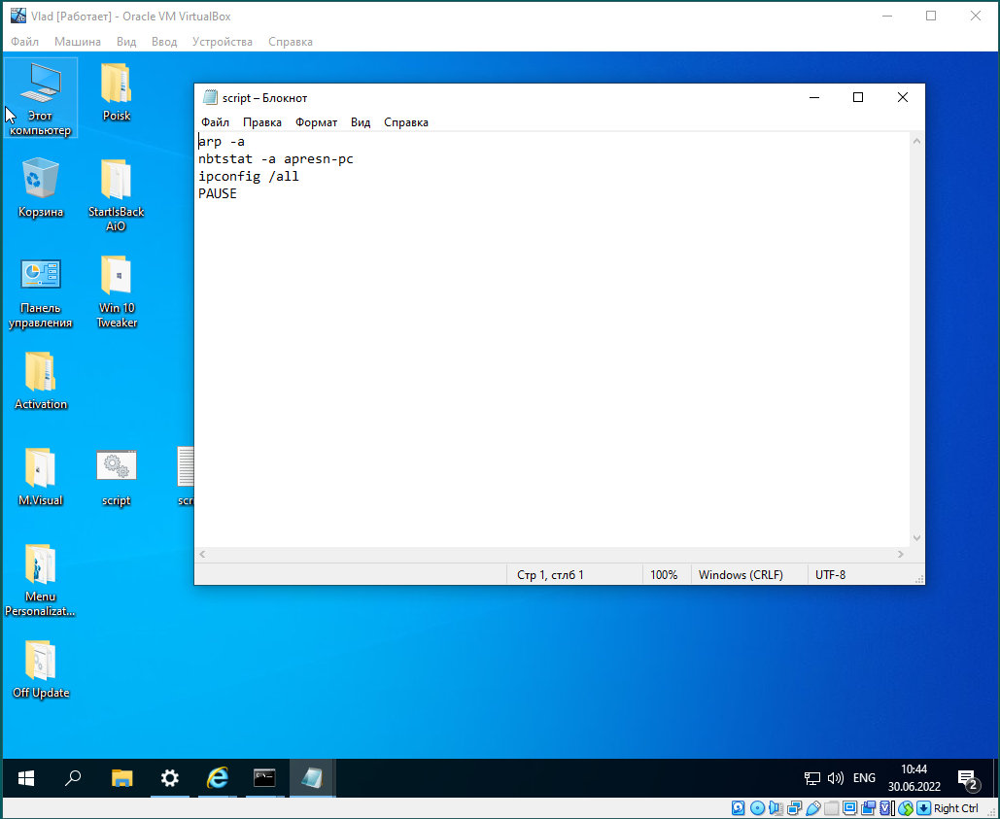 Vlad [Работает] - Oracle VM VirtualBox
Файл Машина Вид Ввод Устройства Справка
Этот
компьютер
Poisk
Корзина
StartIsBack
AiO
Панель
управления
Win 10
Tweaker
Activation
M.Visual
script
scr
Menu
Personalizat...
Off Update
script – Блокнот
Файл Правка Формат Вид Справка
arp -a
nbtstat -a apresn-pc
ipconfig /all
PAUSE
Стр 1, стлб 1 100% Windows (CRLF) UTF-8
ENG
10:44
30.06.2022
2
Right Ctrl